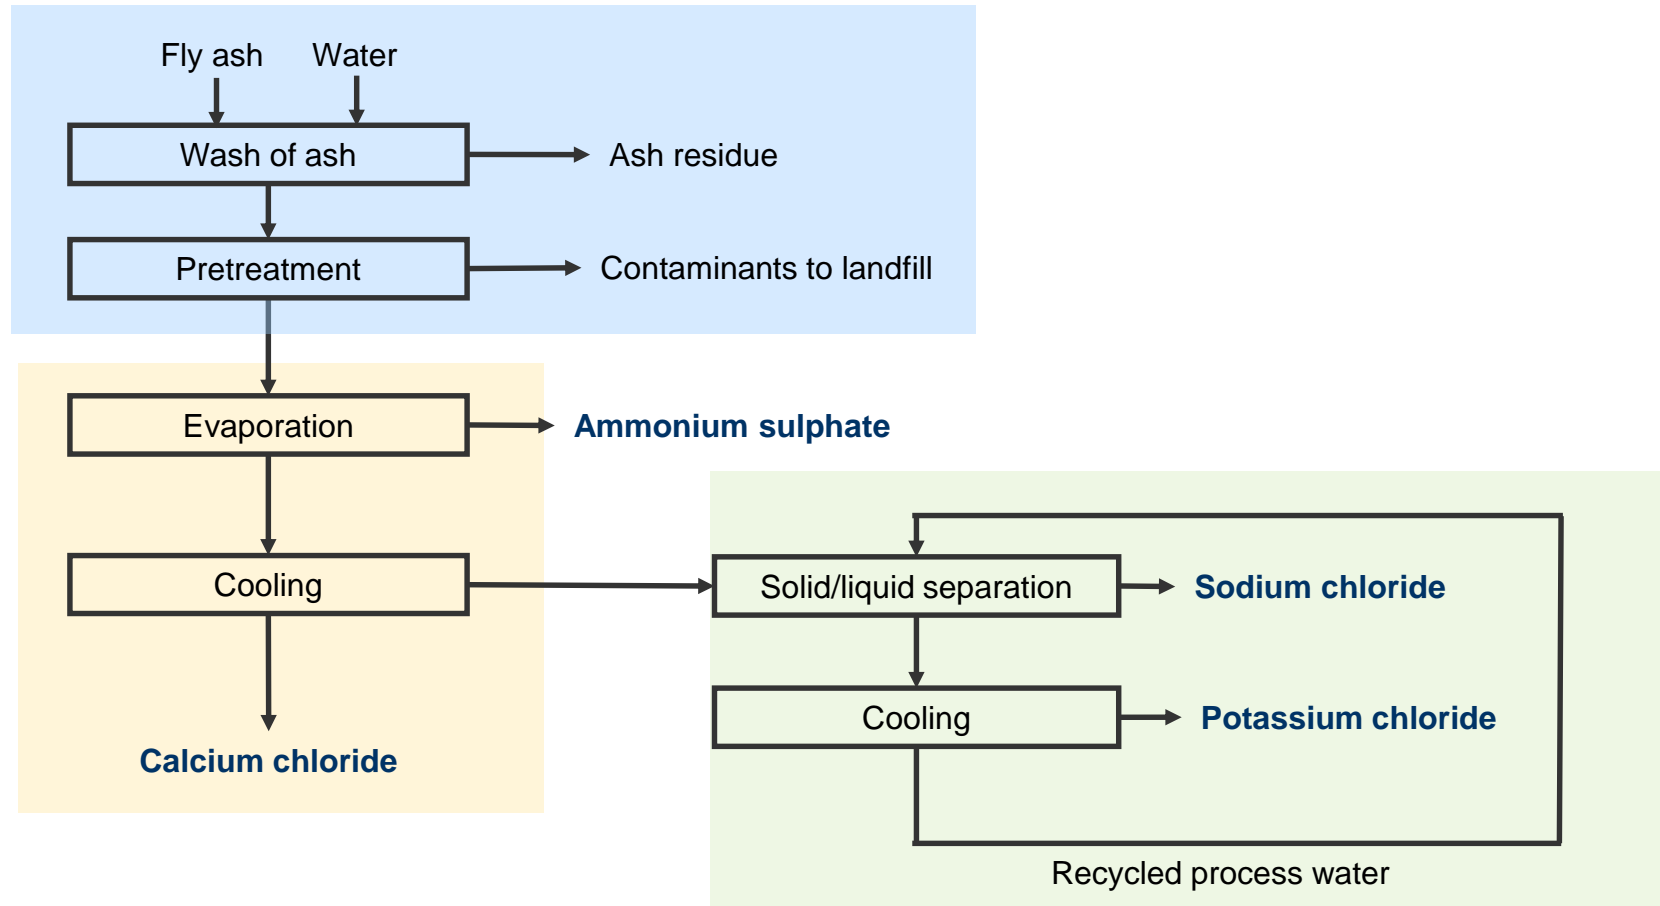 Fly ash
Water
Wash of ash
Ash residue
Pretreatment
Contaminants to landfill
Evaporation
Ammonium sulphate
Cooling
Solid/liquid separation
Sodium chloride
Cooling
Potassium chloride
Calcium chloride
Recycled process water